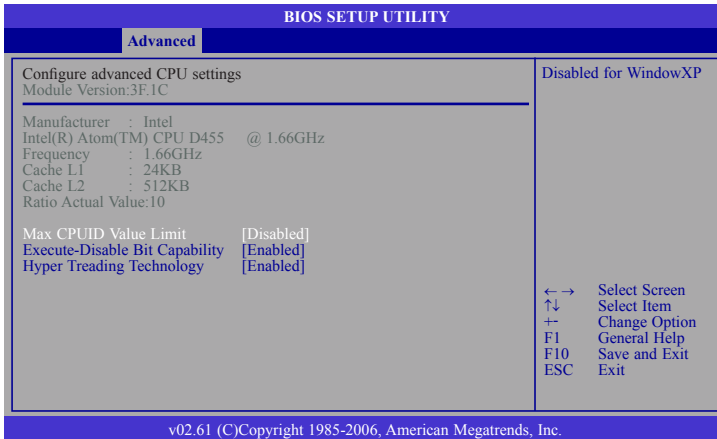 BIOS SETUP UTILITY
Advanced
Configure advanced CPU settings
Module Version:3F.1C
Manufacturer : Intel
Intel(R) Atom(TM) CPU D455 @ 1.66GHz
Frequency : 1.66GHz
Cache L1 : 24KB
Cache L2 : 512KB
Ratio Actual Value:10
Max CPUID Value Limit [Disabled]
Execute-Disable Bit Capability [Enabled]
Hyper Treading Technology [Enabled]
Disabled for WindowXP
←→ Select Screen
↑↓ Select Item
+- Change Option
F1 General Help
F10 Save and Exit
ESC Exit
v02.61 (C)Copyright 1985-2006, American Megatrends, Inc.